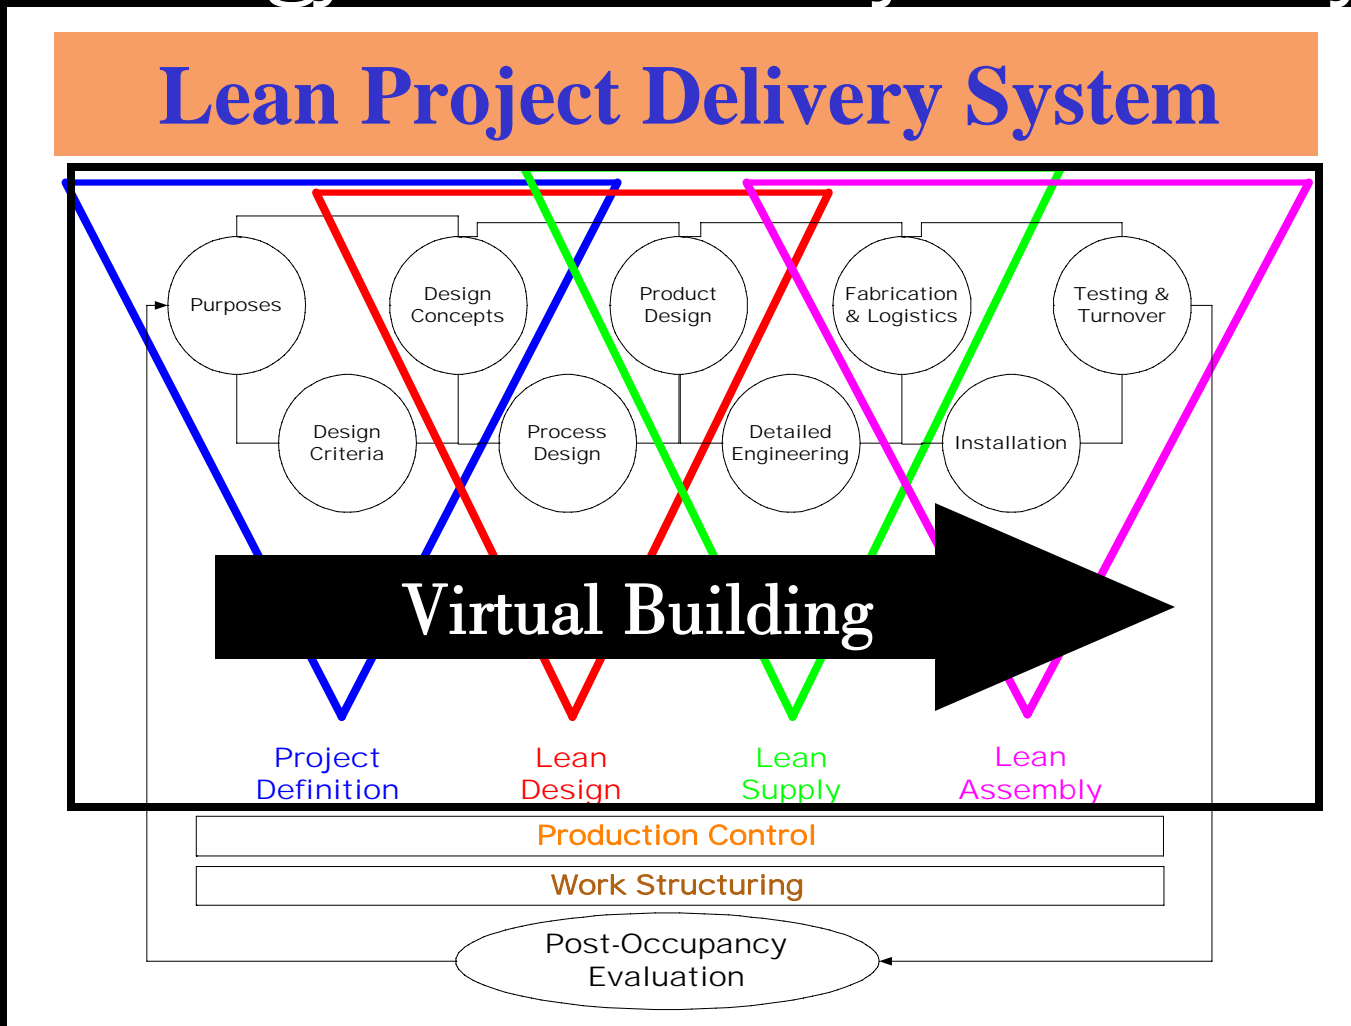 Lean Project Delivery System
Purposes
Design
Concepts
Product
Design
Fabrication
& Logistics
Testing &
Turnover
Design
Criteria
Process
Design
Detailed
Engineering
Installation
Virtual Building
Project
Definition
Lean
Design
Lean
Supply
Lean
Assembly
Production Control
Work Structuring
Post-Occupancy
Evaluation